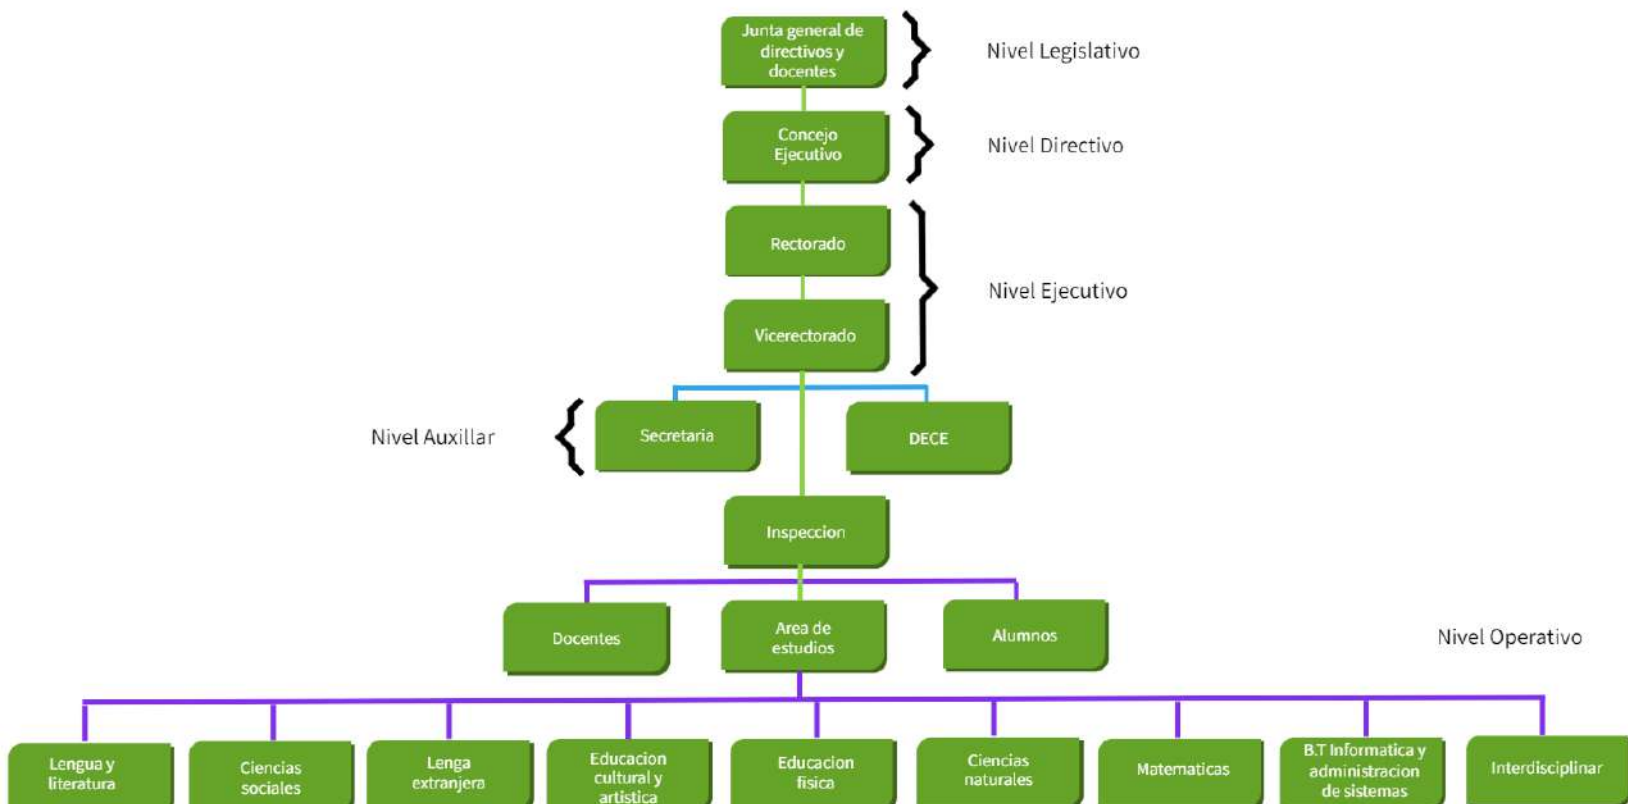 Junta general de
directivos y
docentes
Nivel Legislativo
Concejo
Ejecutivo
Nivel Directivo
Rectorado
Nivel Ejecutivo
Vicerectorado
Nivel Auxillar
Secretaria
DECE
Inspeccion
Docentes
Area de
estudios
Alumnos
Nivel Operativo
Lengua y
literatura
Ciencias
sociales
Lenga
extranjera
Educacion
cultural y
artistica
Educacion
fisica
Ciencias
naturales
Matematicas
B.T Informatica y
administracion
de sistemas
Interdisciplinar